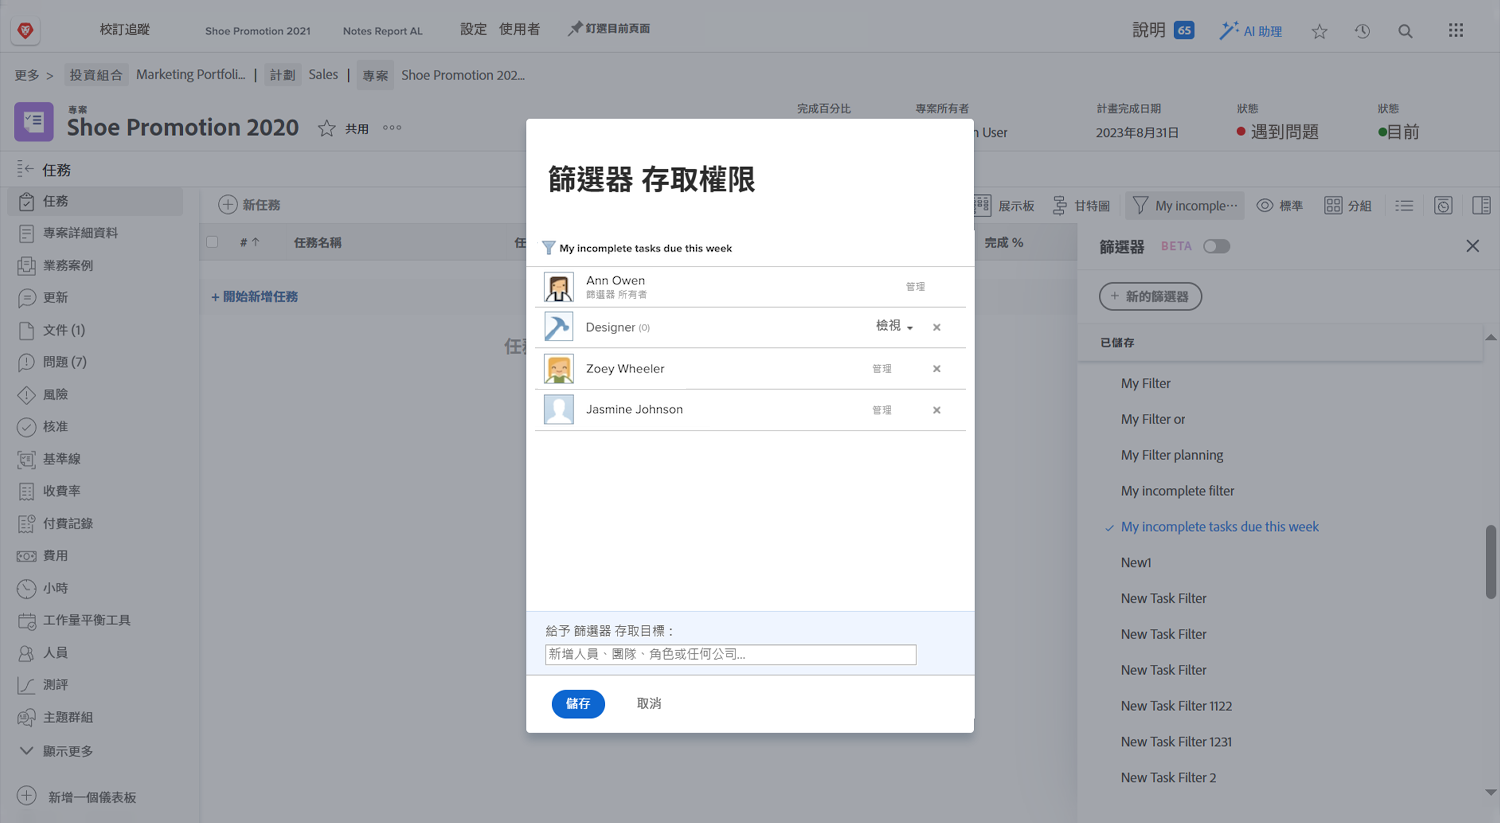 校訂追蹤 Shoe Promotion 2021 Notes Report AL 設定 使用者 釘選目前頁面 說明 65 AI 助理
更多 > 投資組合 Marketing Portfoli... | 計劃 Sales | 專案 Shoe Promotion 202...
專案
Shoe Promotion 2020 共用
完成百分比 專案所有者 計畫完成日期 狀態 狀態
User 2023年8月31日 遇到問題 目前
任務
任務
專案詳細資料
業務案例
更新
文件 (1)
問題 (7)
風險
核准
基準線
收費率
付費記錄
費用
小時
工作量平衡工具
人員
測評
主題群組
顯示更多
新增一個儀表板
新任務 展示板 甘特圖 My incomple... 標準 分組
# ↑ 任務名稱 任 完成 %
+ 開始新增任務
任務
篩選器 存取權限
My incomplete tasks due this week
Ann Owen
篩選器 所有者
管理
Designer (0) 檢視
Zoey Wheeler 管理
Jasmine Johnson 管理
給予 篩選器 存取目標：
新增人員、團隊、角色或任何公司...
儲存 取消
篩選器 BETA
+ 新的篩選器
已儲存
My Filter
My Filter or
My Filter planning
My incomplete filter
My incomplete tasks due this week
New1
New Task Filter
New Task Filter
New Task Filter
New Task Filter 1122
New Task Filter 1231
New Task Filter 2